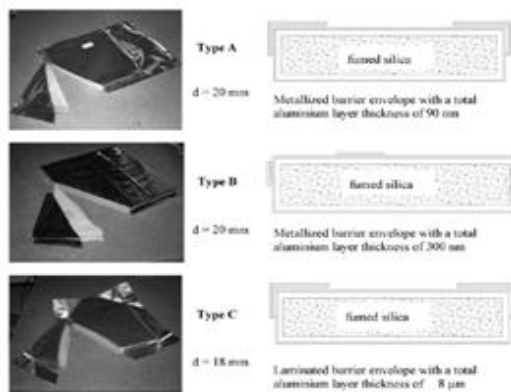 Type A
d = 20 mm
fumed silica
Metallized barrier envelope with a total
aluminium layer thickness of 90 nm
Type B
d = 20 mm
fumed silica
Metallized barrier envelope with a total
aluminium layer thickness of 300 nm
Type C
d = 18 mm
fumed silica
Laminated barrier envelope with a total
aluminium layer thickness of 8 μm